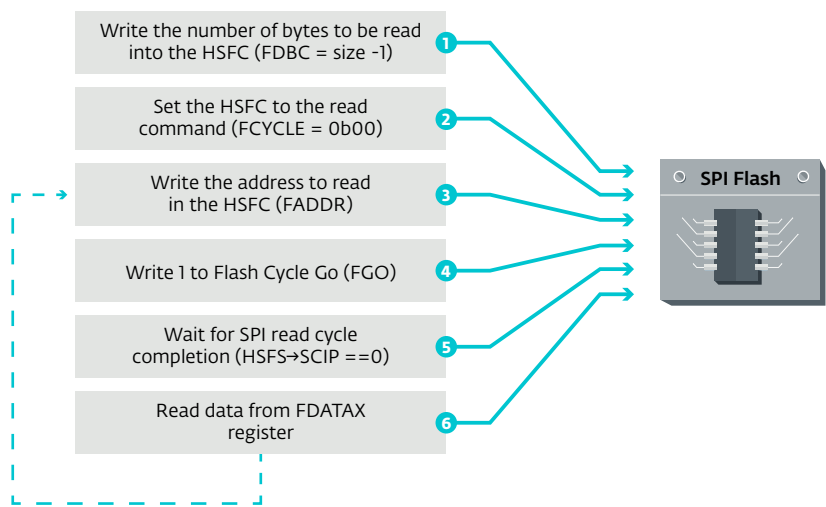 Write the number of bytes to be read
into the HSFC (FDBC = size -1)
1
Set the HSFC to the read
command (FCYCLE = 0b00)
2
Write the address to read
in the HSFC (FADDR)
3
Write 1 to Flash Cycle Go (FGO)
4
Wait for SPI read cycle
completion (HSFS→SCIP ==0)
5
Read data from FDATAX
register
6
SPI Flash